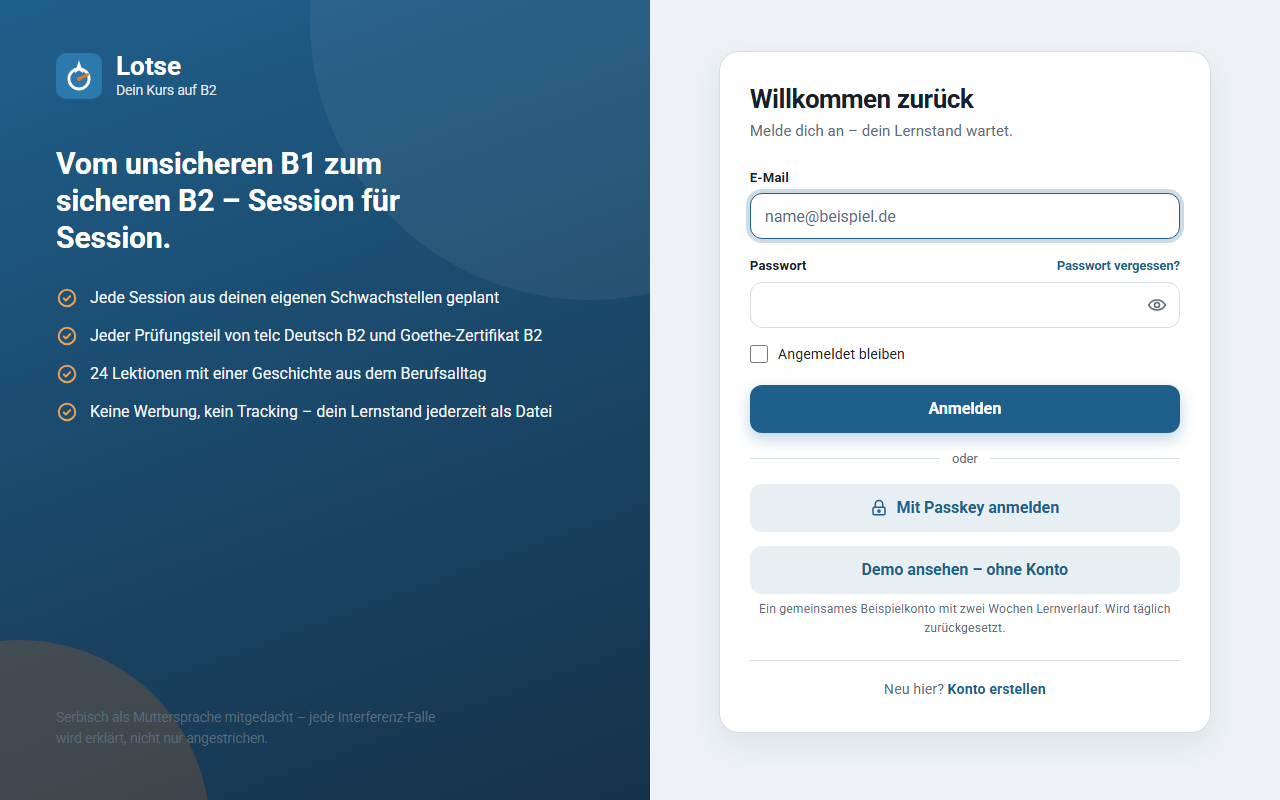 Lotse
Dein Kurs auf B2
Vom unsicheren B1 zum
sicheren B2 – Session für
Session.
Jede Session aus deinen eigenen Schwachstellen geplant
Jeder Prüfungsteil von telc Deutsch B2 und Goethe-Zertifikat B2
24 Lektionen mit einer Geschichte aus dem Berufsalltag
Keine Werbung, kein Tracking – dein Lernstand jederzeit als Datei
Serbisch als Muttersprache mitgedacht – jede Interferenz-Falle
wird erklärt, nicht nur angestrichen.
Willkommen zurück
Melde dich an – dein Lernstand wartet.
E-Mail
name@beispiel.de
Passwort Passwort vergessen?
Angemeldet bleiben
Anmelden
oder
Mit Passkey anmelden
Demo ansehen – ohne Konto
Ein gemeinsames Beispielkonto mit zwei Wochen Lernverlauf. Wird täglich
zurückgesetzt.
Neu hier? Konto erstellen